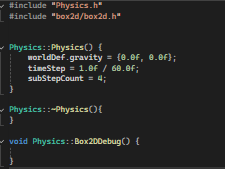 #include "Physics.h"
#include "box2d/box2d.h"
Physics::Physics() {
worldDef.gravity = {0.0f, 0.0f};
timeStep = 1.0f / 60.0f;
subStepCount = 4;
}
Physics::~Physics(){
}
void Physics::Box2DDebug() {
}